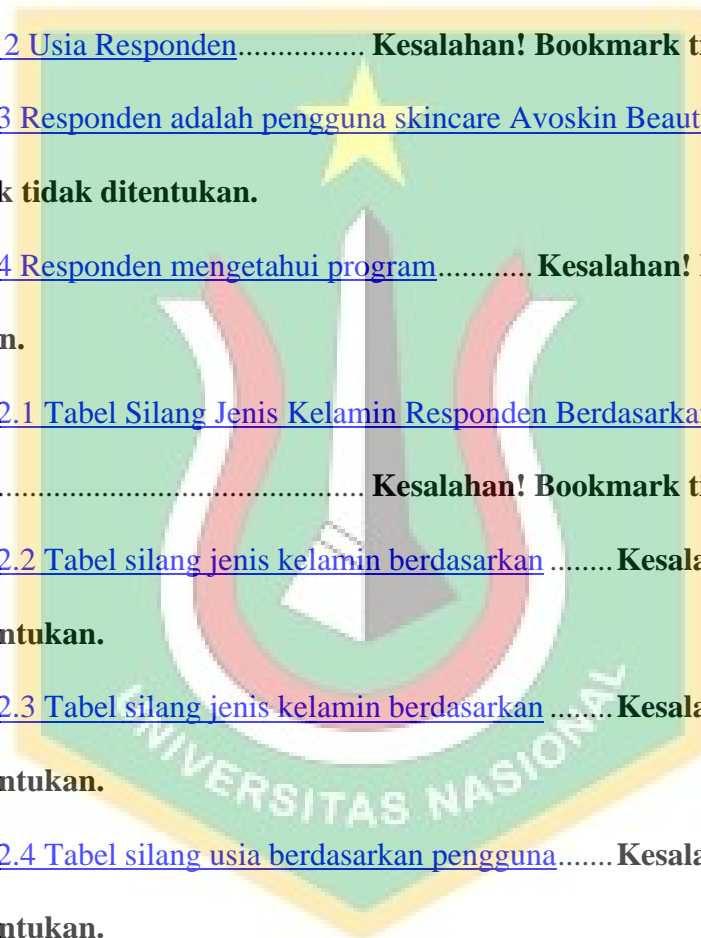 2 Usia Responden............... Kesalahan! Bookmark ti
3 Responden adalah pengguna skincare Avoskin Beaut
k tidak ditentukan.
4 Responden mengetahui program............ Kesalahan!
n.
2.1 Tabel Silang Jenis Kelamin Responden Berdasarka
........................................ Kesalahan! Bookmark ti
2.2 Tabel silang jenis kelamin berdasarkan ........ Kesala
ntukan.
2.3 Tabel silang jenis kelamin berdasarkan ........ Kesala
ntukan.
UNIVERSITAS NASIONAL
2.4 Tabel silang usia berdasarkan pengguna....... Kesala
ntukan.